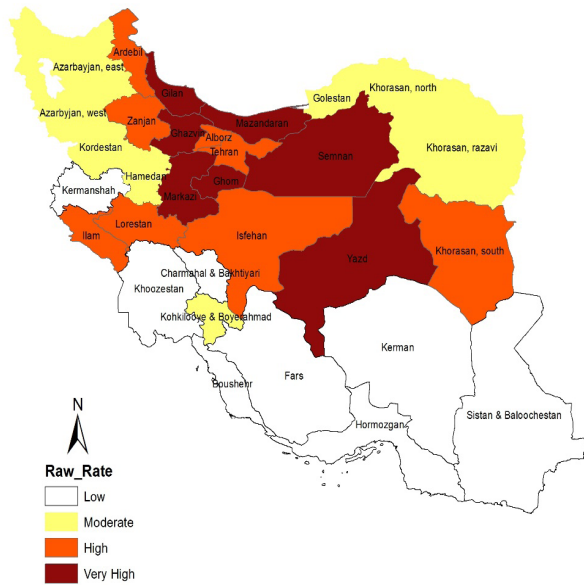 Ardebil
Azarbayjan, east
Gilan
Khorasan, north
Golestan
Azarbyjan, west
Zanjan
Mazandaran
Ghazvin
Alborz
Kordestan
Tehran
Khorasan, razavi
Semnan
Hamedan
Ghom
Kermanshah
Markazi
Lorestan
Ilam
Isfehan
Khorasan, south
Yazd
Charmahal & Bakhtiyari
Khoozestan
Kohkilooye & Boyerahmad
Kerman
Fars
Boushehr
Sistan & Baloochestan
Hormozgan
N
Raw_Rate
Low
Moderate
High
Very High